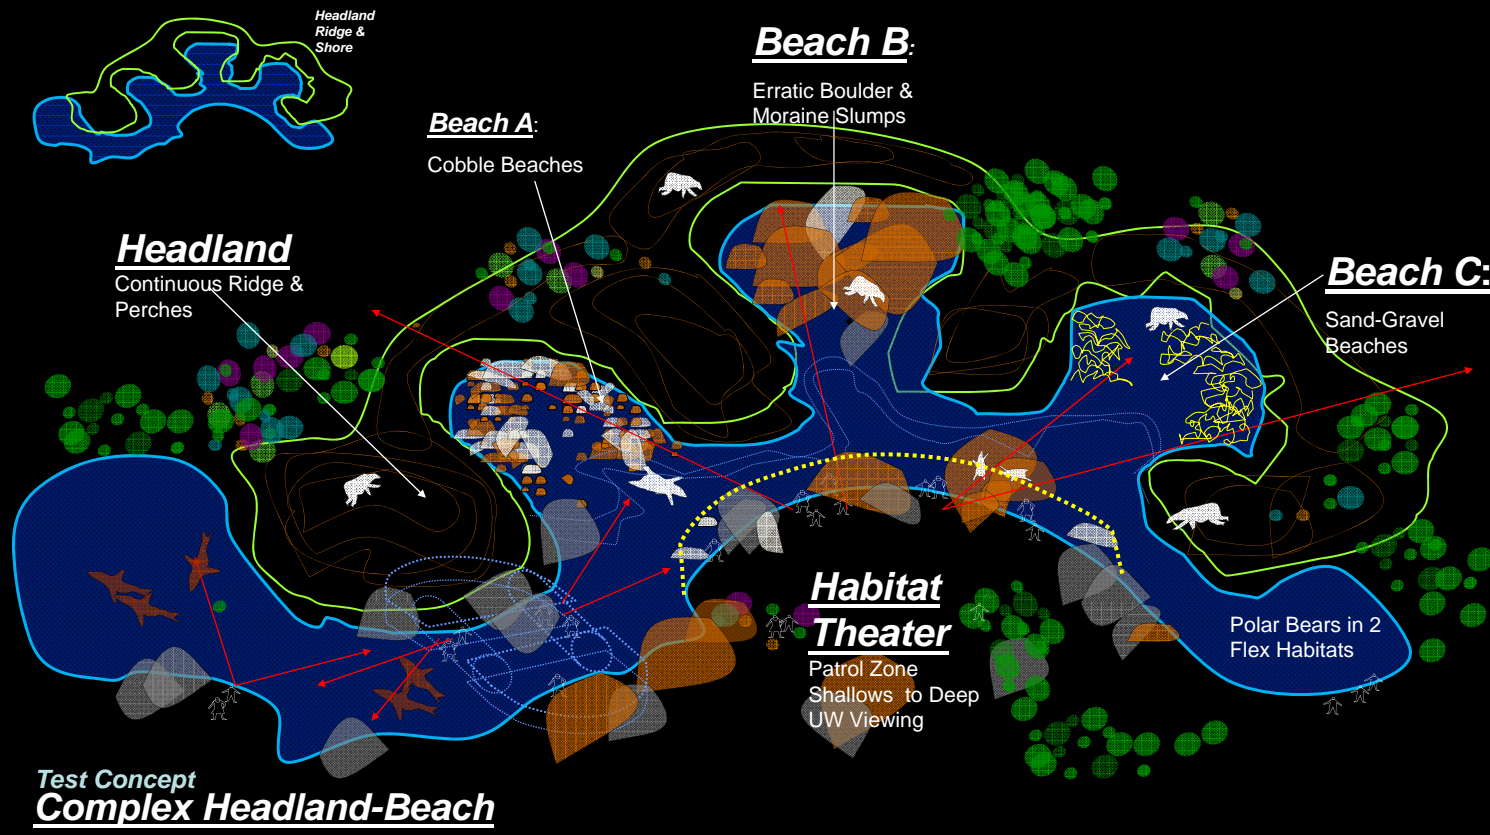 Headland
Ridge &
Shore
Beach B:
Erratic Boulder &
Moraine Slumps
Beach A:
Cobble Beaches
Headland
Continuous Ridge &
Perches
Beach C:
Sand-Gravel
Beaches
Habitat
Theater
Patrol Zone
Shallows to Deep
UW Viewing
Polar Bears in 2
Flex Habitats
Test Concept
Complex Headland-Beach